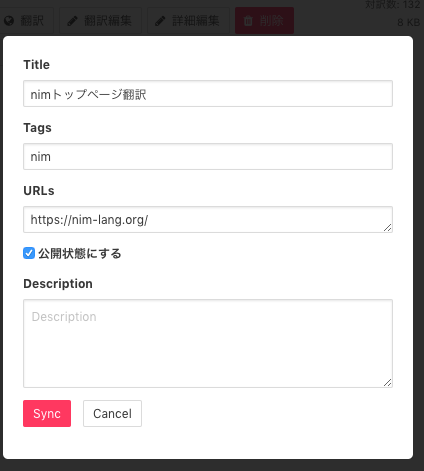 対訳数: 132
翻訳 翻訳編集 詳細編集 削除
8 KB
Title
nimトップページ翻訳
Tags
nim
URLs
https://nim-lang.org/
公開状態にする
Description
Description
Sync Cancel